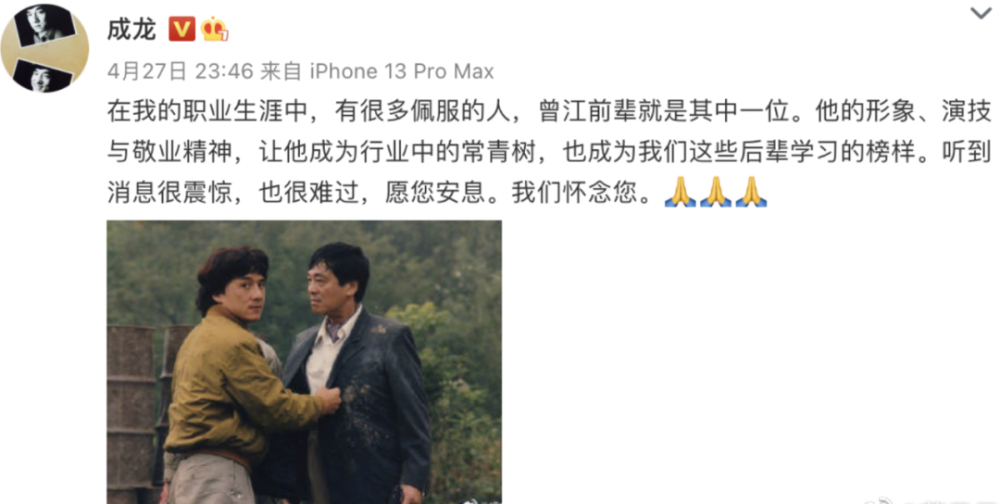 成龙
4月27日 23:46 来自 iPhone 13 Pro Max
在我的职业生涯中，有很多佩服的人，曾江前辈就是其中一位。他的形象、演技
与敬业精神，让他成为行业中的常青树，也成为我们这些后辈学习的榜样。听到
消息很震惊，也很难过，愿您安息。我们怀念您。🙏🙏🙏